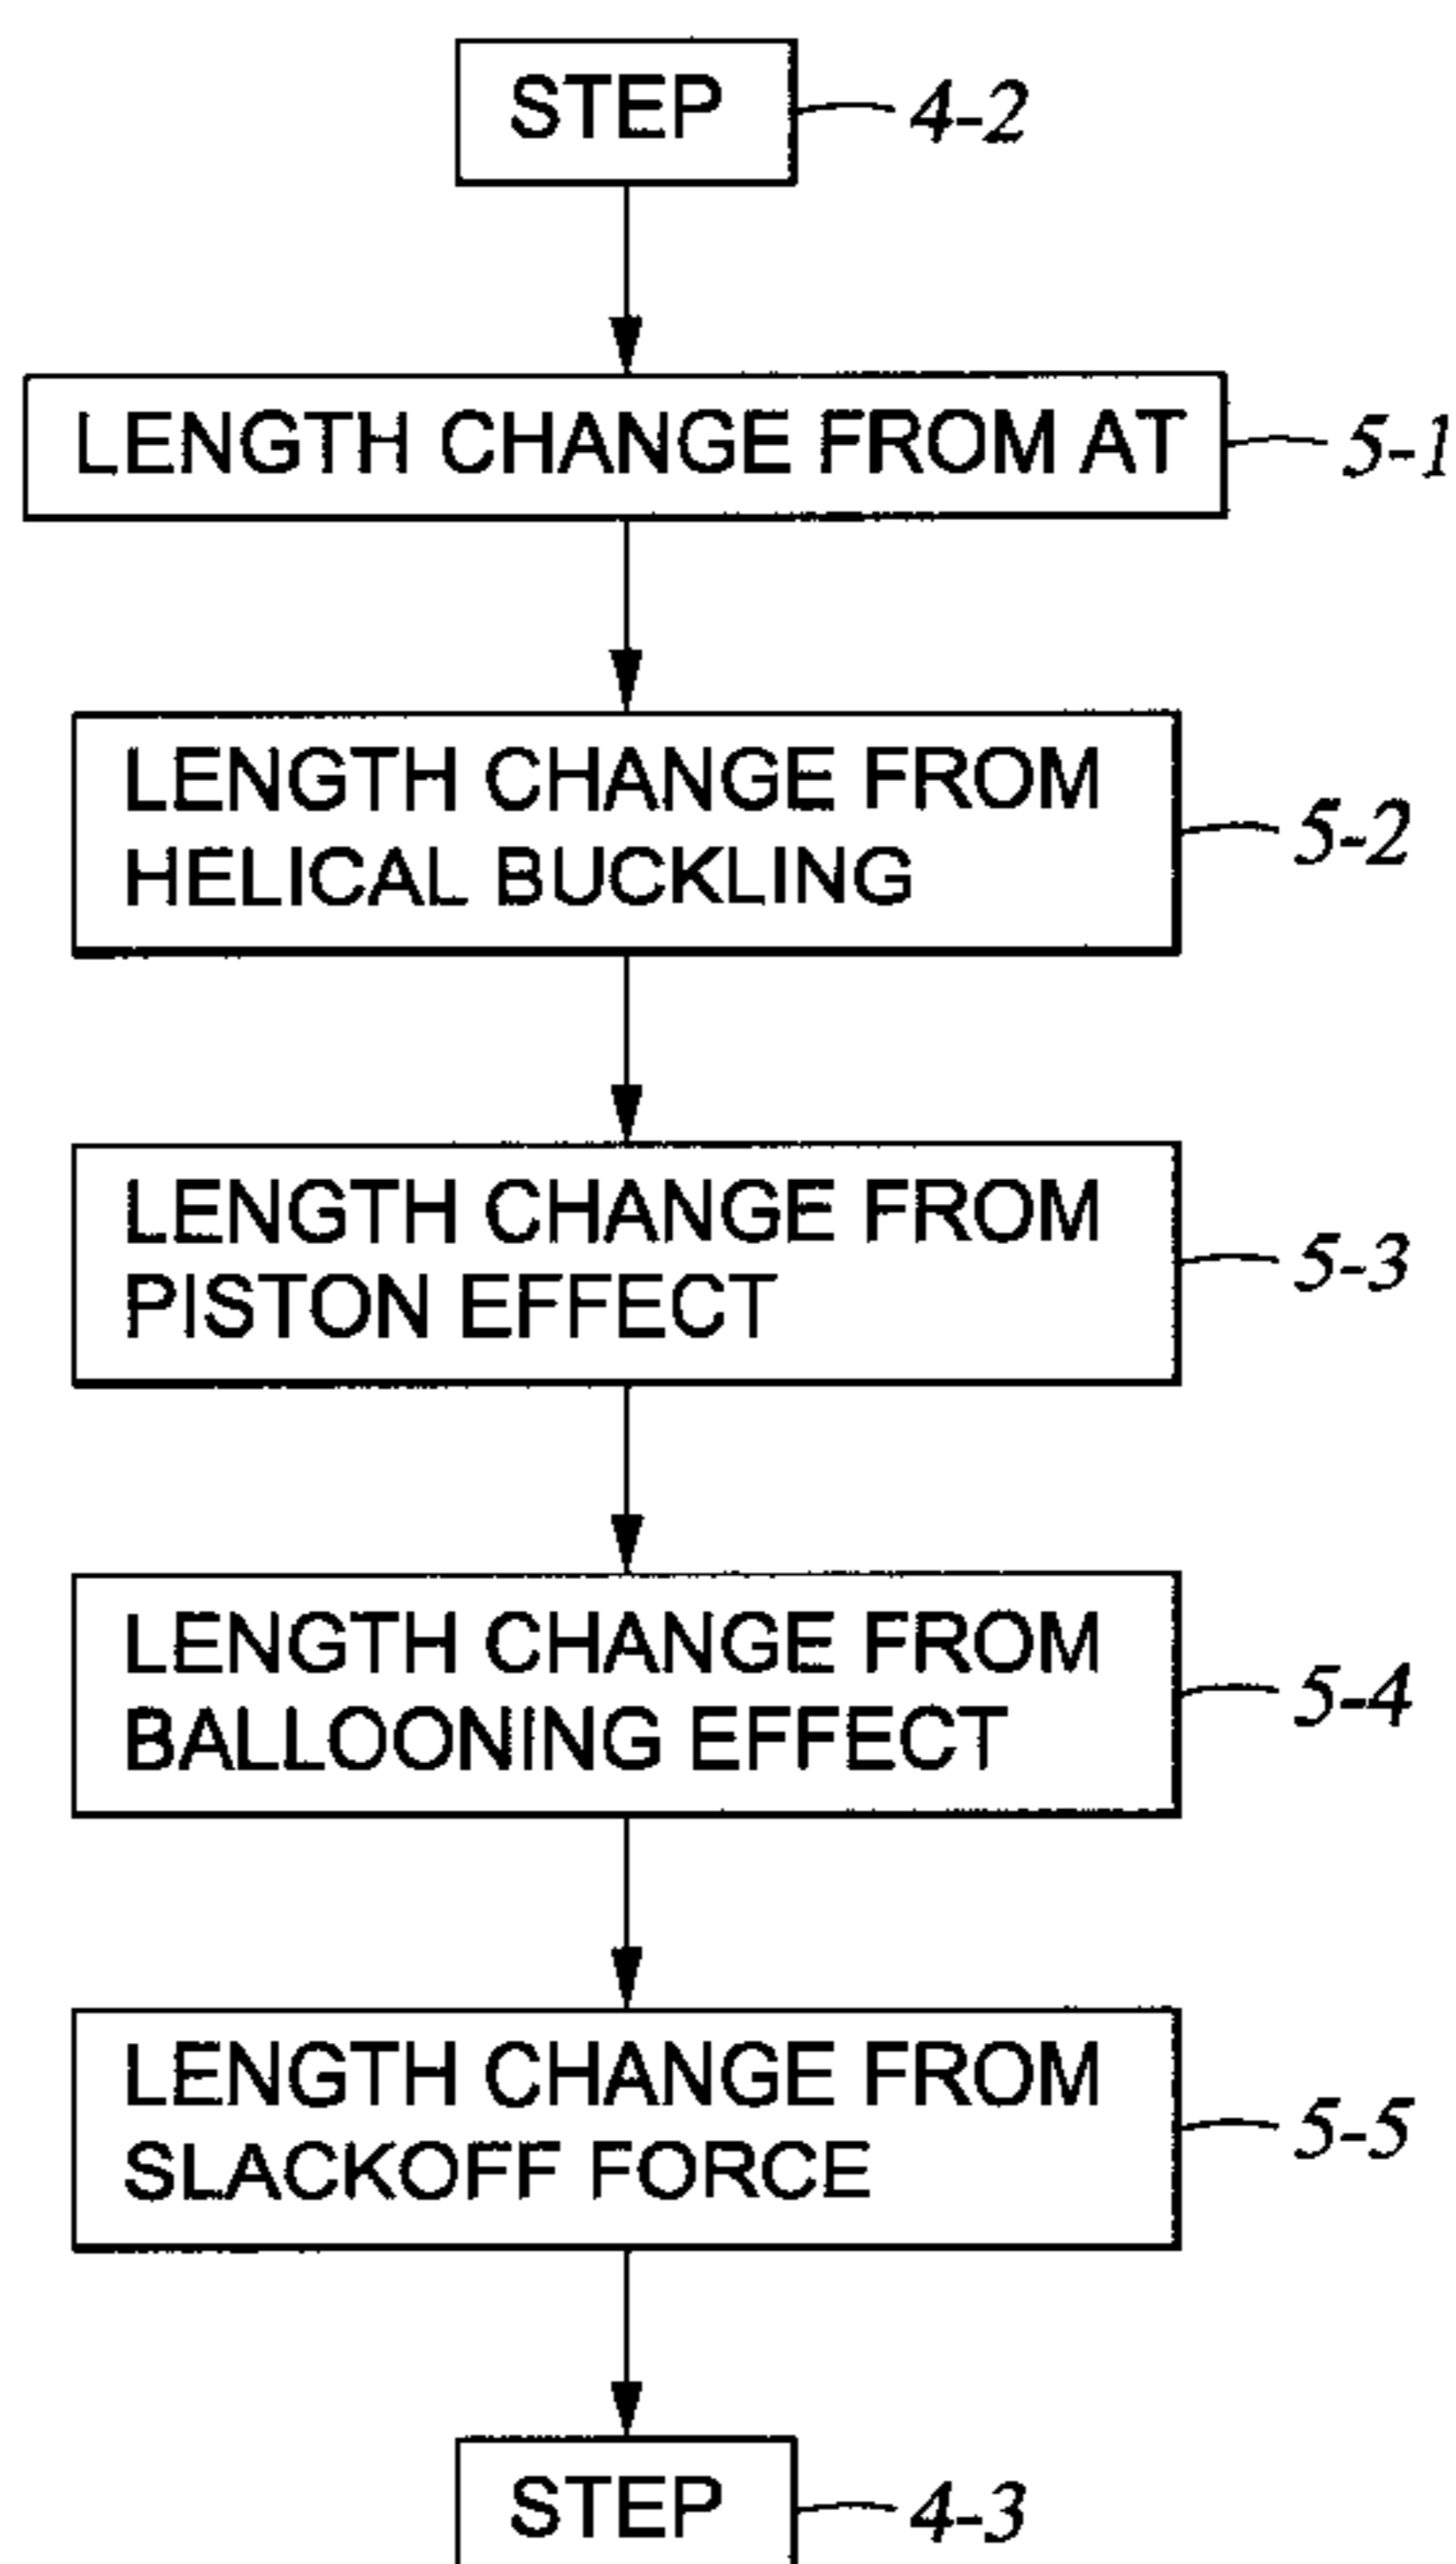 STEP 4-2
LENGTH CHANGE FROM AT 5-1
LENGTH CHANGE FROM
HELICAL BUCKLING 5-2
LENGTH CHANGE FROM
PISTON EFFECT 5-3
LENGTH CHANGE FROM
BALLOONING EFFECT 5-4
LENGTH CHANGE FROM
SLACKOFF FORCE 5-5
STEP 4-3